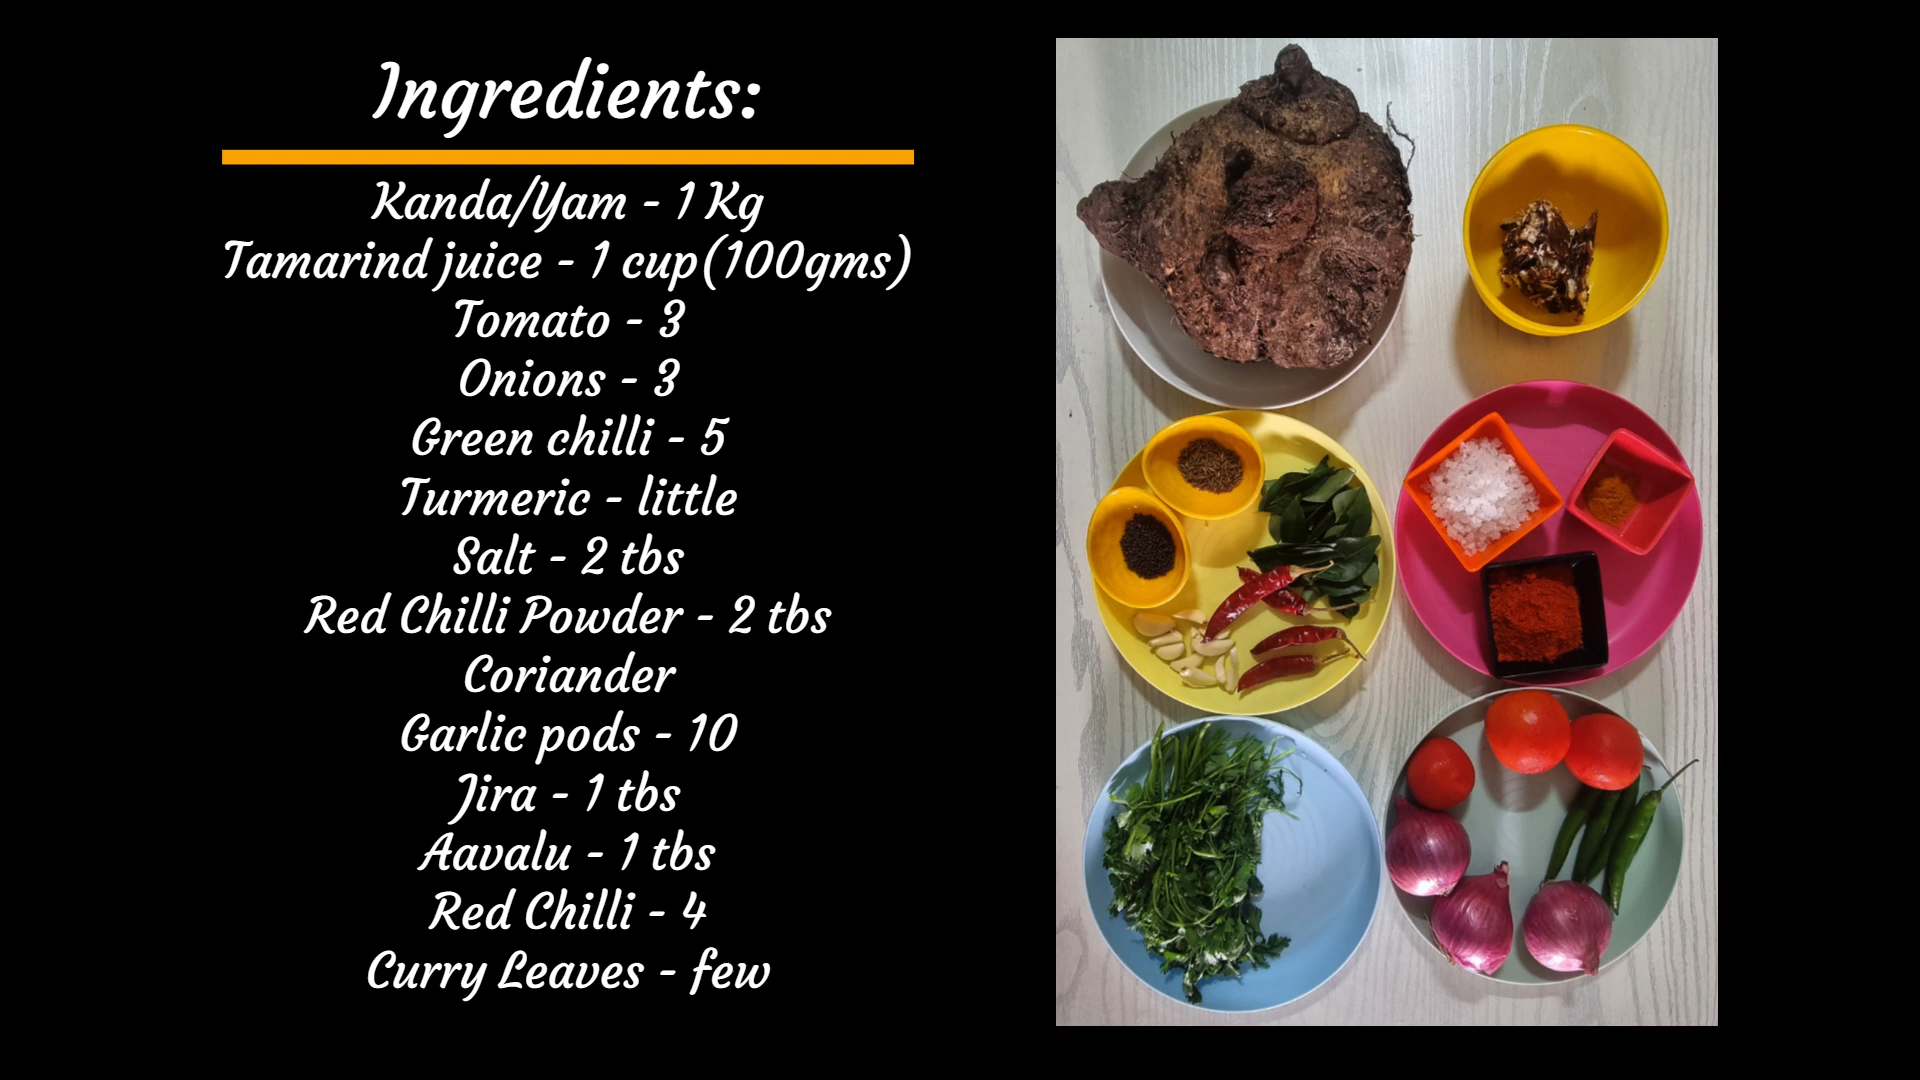 Ingredients:
Kanda/Yam - 1 Kg
Tamarind juice - 1 cup(100gms)
Tomato - 3
Onions - 3
Green chilli - 5
Turmeric - little
Salt - 2 tbs
Red Chilli Powder - 2 tbs
Coriander
Garlic pods - 10
Jira - 1 tbs
Aavalu - 1 tbs
Red Chilli - 4
Curry Leaves - few